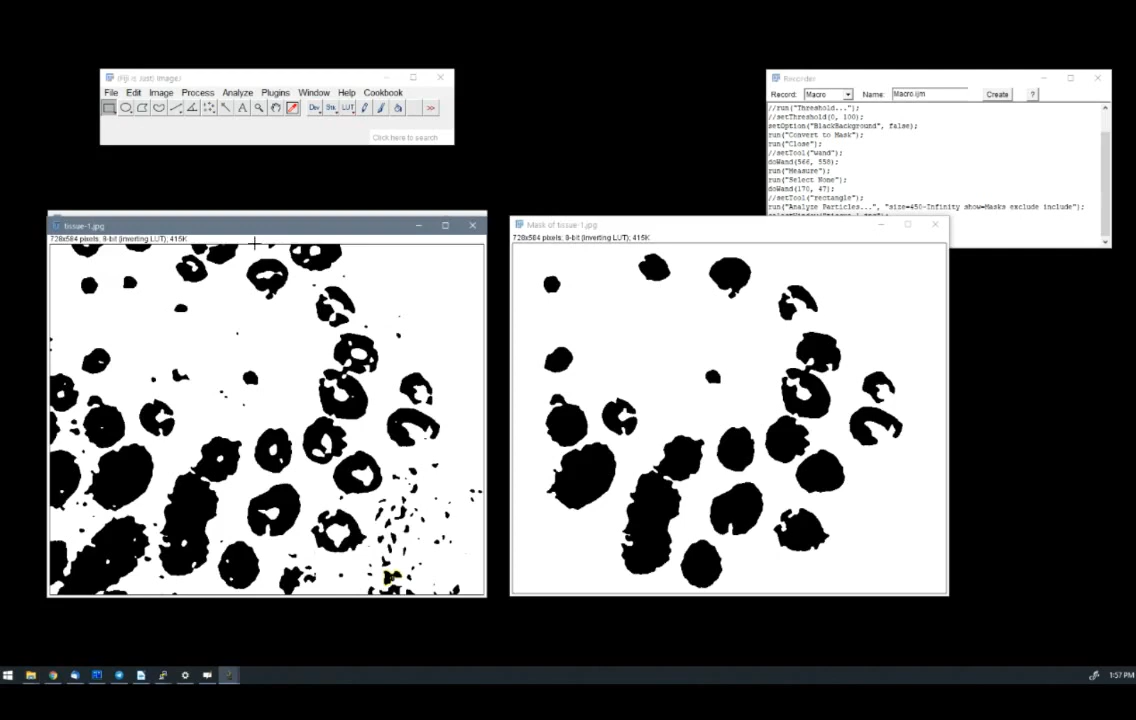 (Fiji Is Just) ImageJ
File Edit Image Process Analyze Plugins Window Help Cookbook
Dev Stk LUT >>
Click here to search
Recorder
Record: Macro Name: Macro.ijm Create ?
//run("Threshold...");
//setThreshold(0, 100);
setOption("BlackBackground", false);
run("Convert to Mask");
run("Close");
//setTool("wand");
doWand(566, 558);
run("Measure");
run("Select None");
doWand(170, 47);
//setTool("rectangle");
run("Analyze Particles...", "size=450-Infinity show=Masks exclude include");
tissue-1.jpg
728x584 pixels; 8-bit (inverting LUT); 415K
Mask of tissue-1.jpg
728x584 pixels; 8-bit (inverting LUT); 415K
1:57 PM